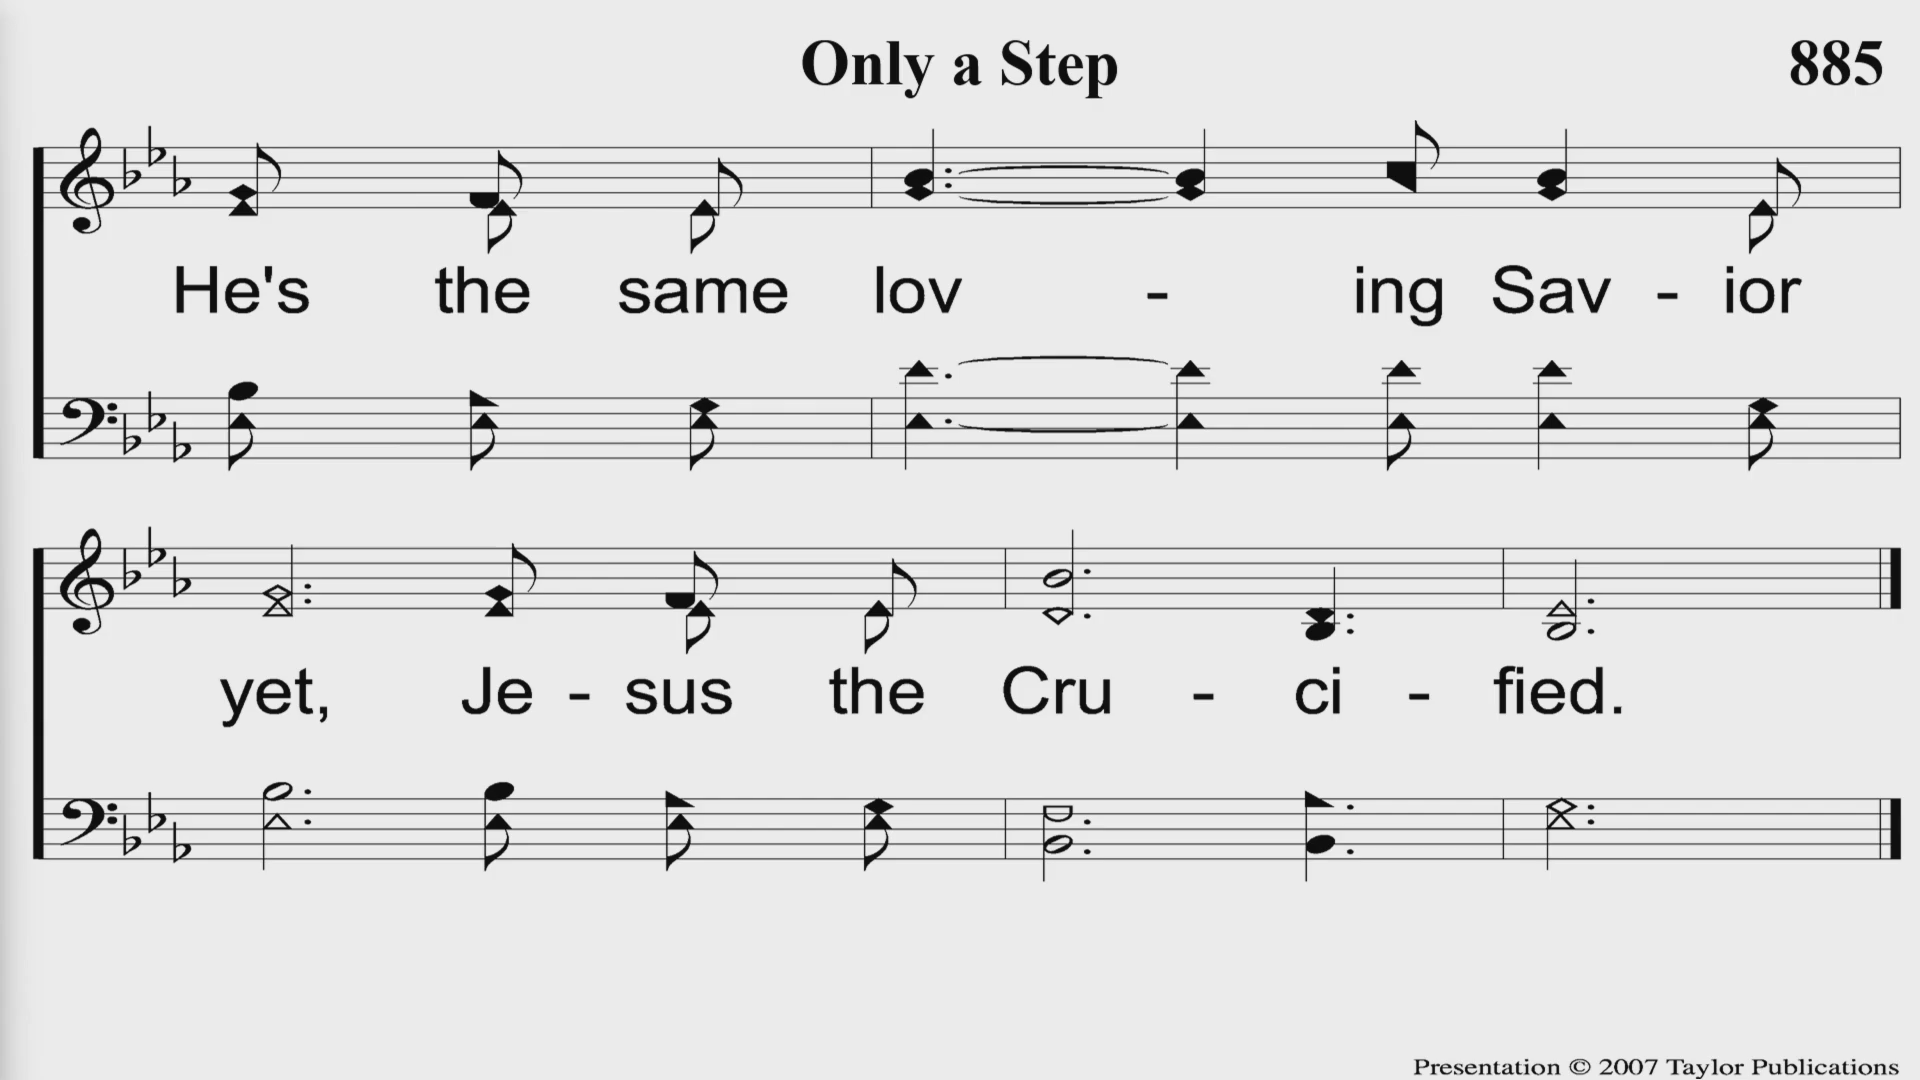 Only a Step 885
He's the same lov - ing Sav - ior
yet, Je - sus the Cru - ci - fied.
Presentation © 2007 Taylor Publications